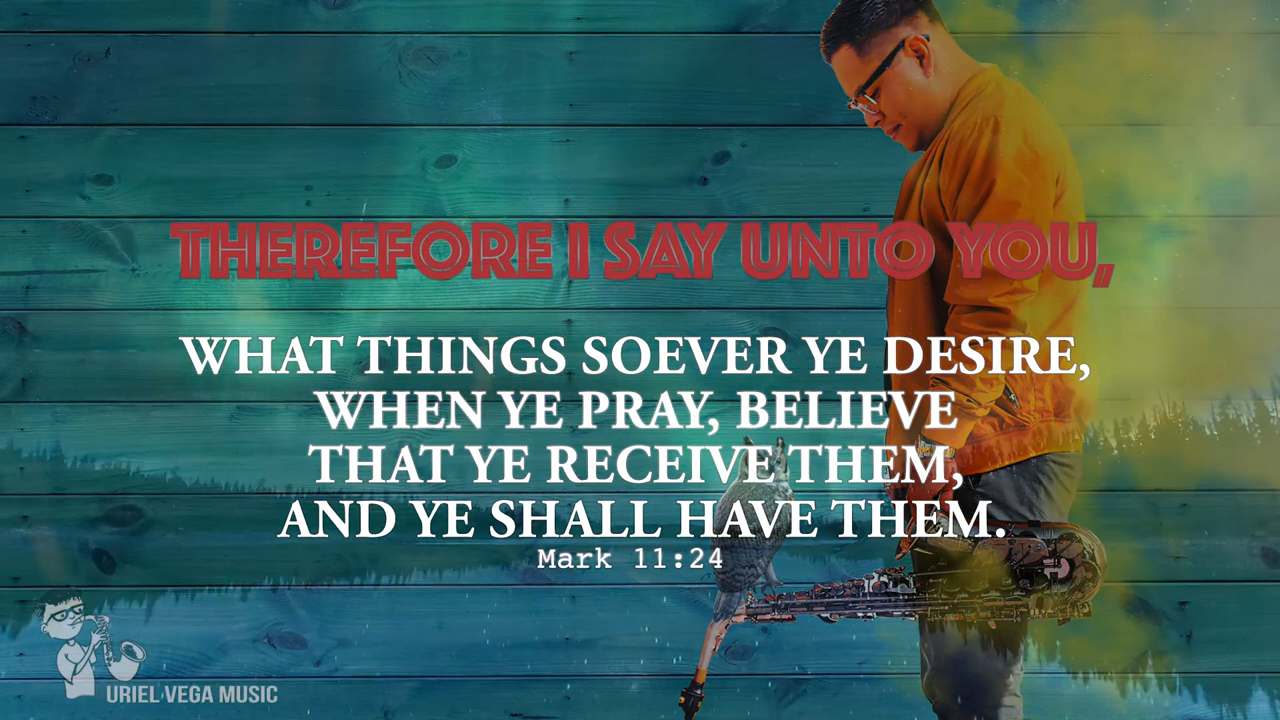 THEREFORE I SAY UNTO YOU,
WHAT THINGS SOEVER YE DESIRE,
WHEN YE PRAY, BELIEVE
THAT YE RECEIVE THEM,
AND YE SHALL HAVE THEM.
Mark 11:24
URIEL VEGA MUSIC